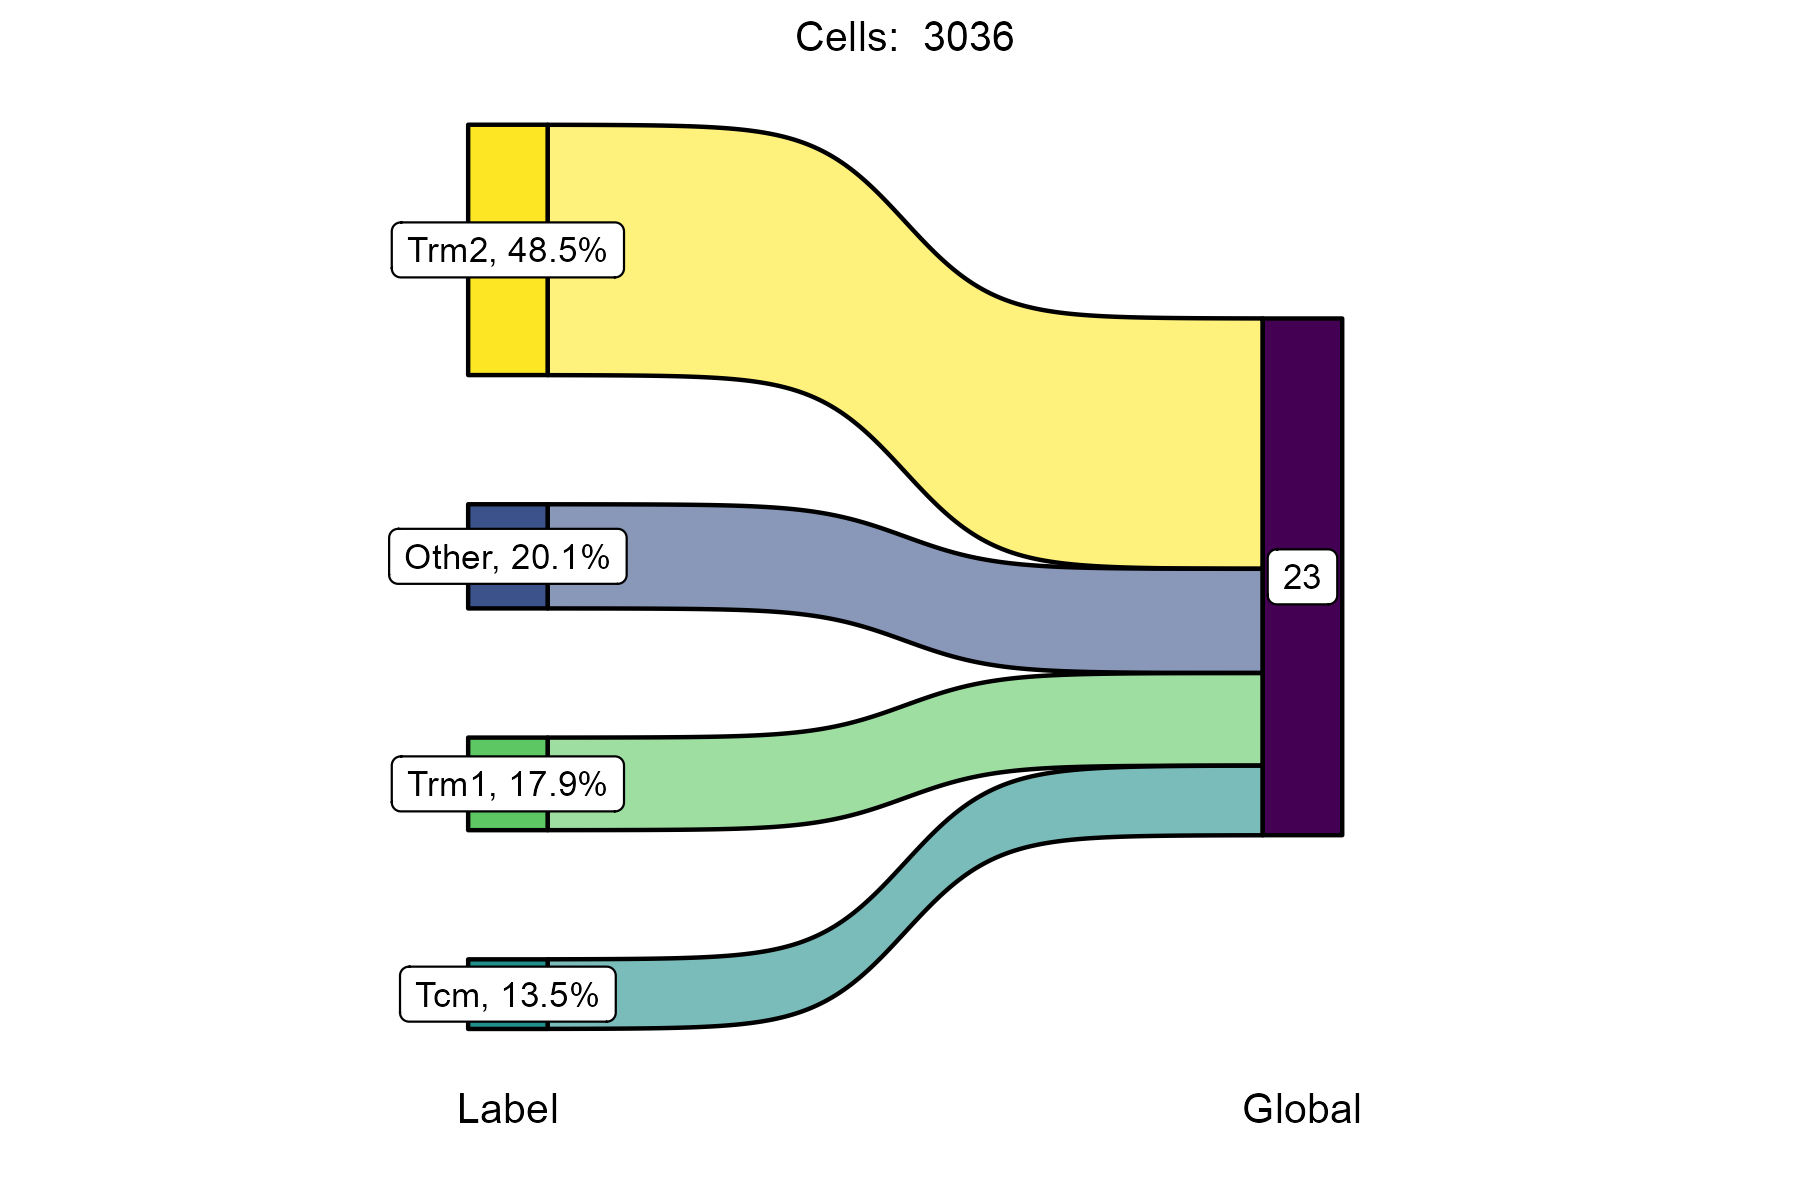 Cells:  3036
Trm2, 48.5%
Other, 20.1%
23
Trm1, 17.9%
Tcm, 13.5%
Label
Global